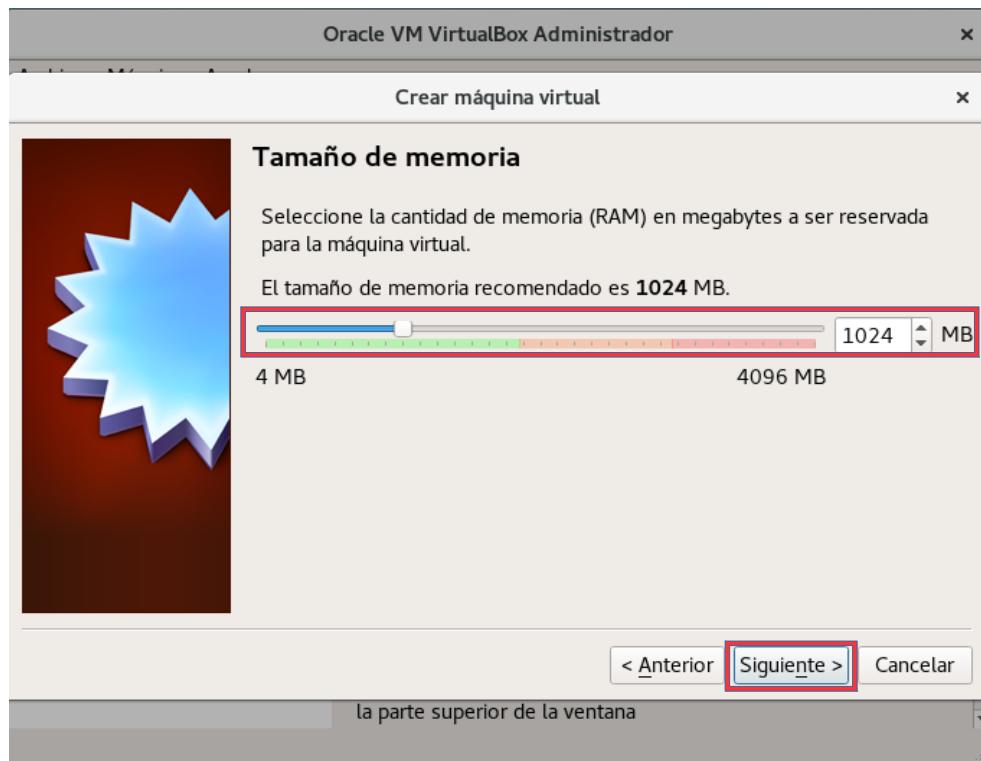 Oracle VM VirtualBox Administrador
Crear máquina virtual
Tamaño de memoria
Seleccione la cantidad de memoria (RAM) en megabytes a ser reservada
para la máquina virtual.
El tamaño de memoria recomendado es 1024 MB.
1024 MB
4 MB 4096 MB
< Anterior Siguiente > Cancelar
la parte superior de la ventana